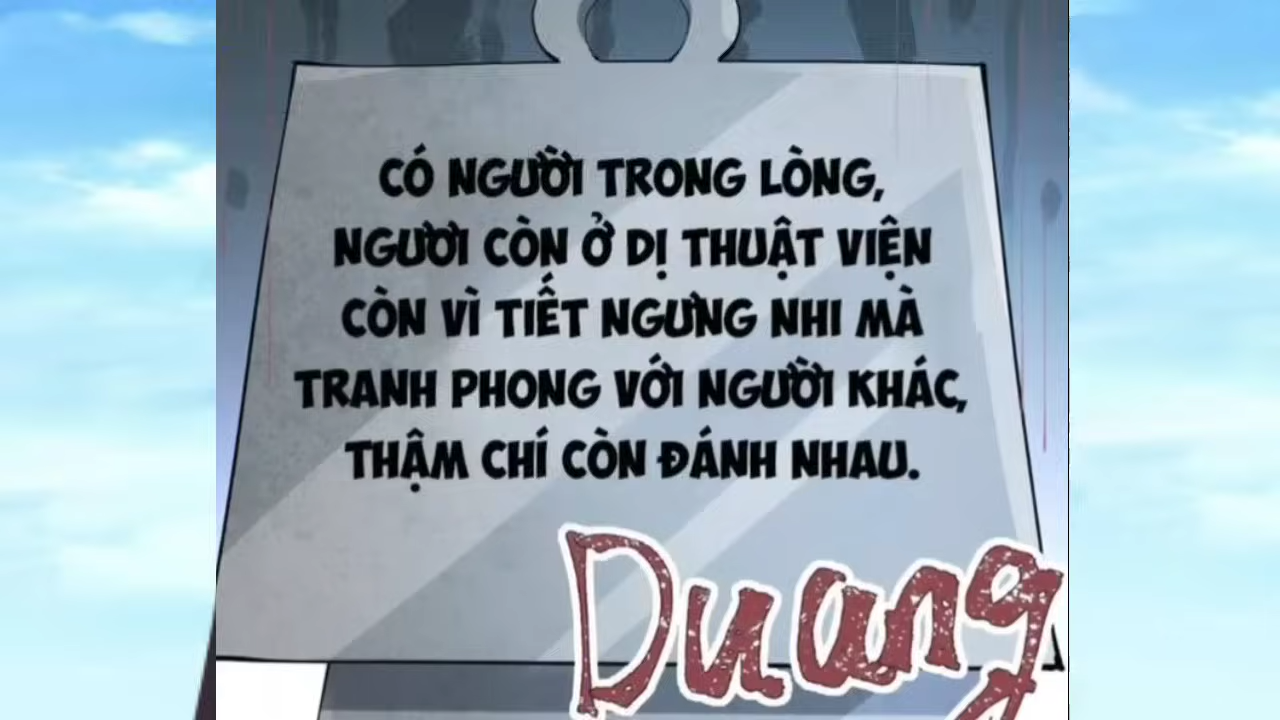 CÓ NGƯỜI TRONG LÒNG,
NGƯƠI CÒN Ở DỊ THUẬT VIỆN
CÒN VÌ TIẾT NGƯNG NHI MÀ
TRANH PHONG VỚI NGƯỜI KHÁC,
THẬM CHÍ CÒN ĐÁNH NHAU.
Duang